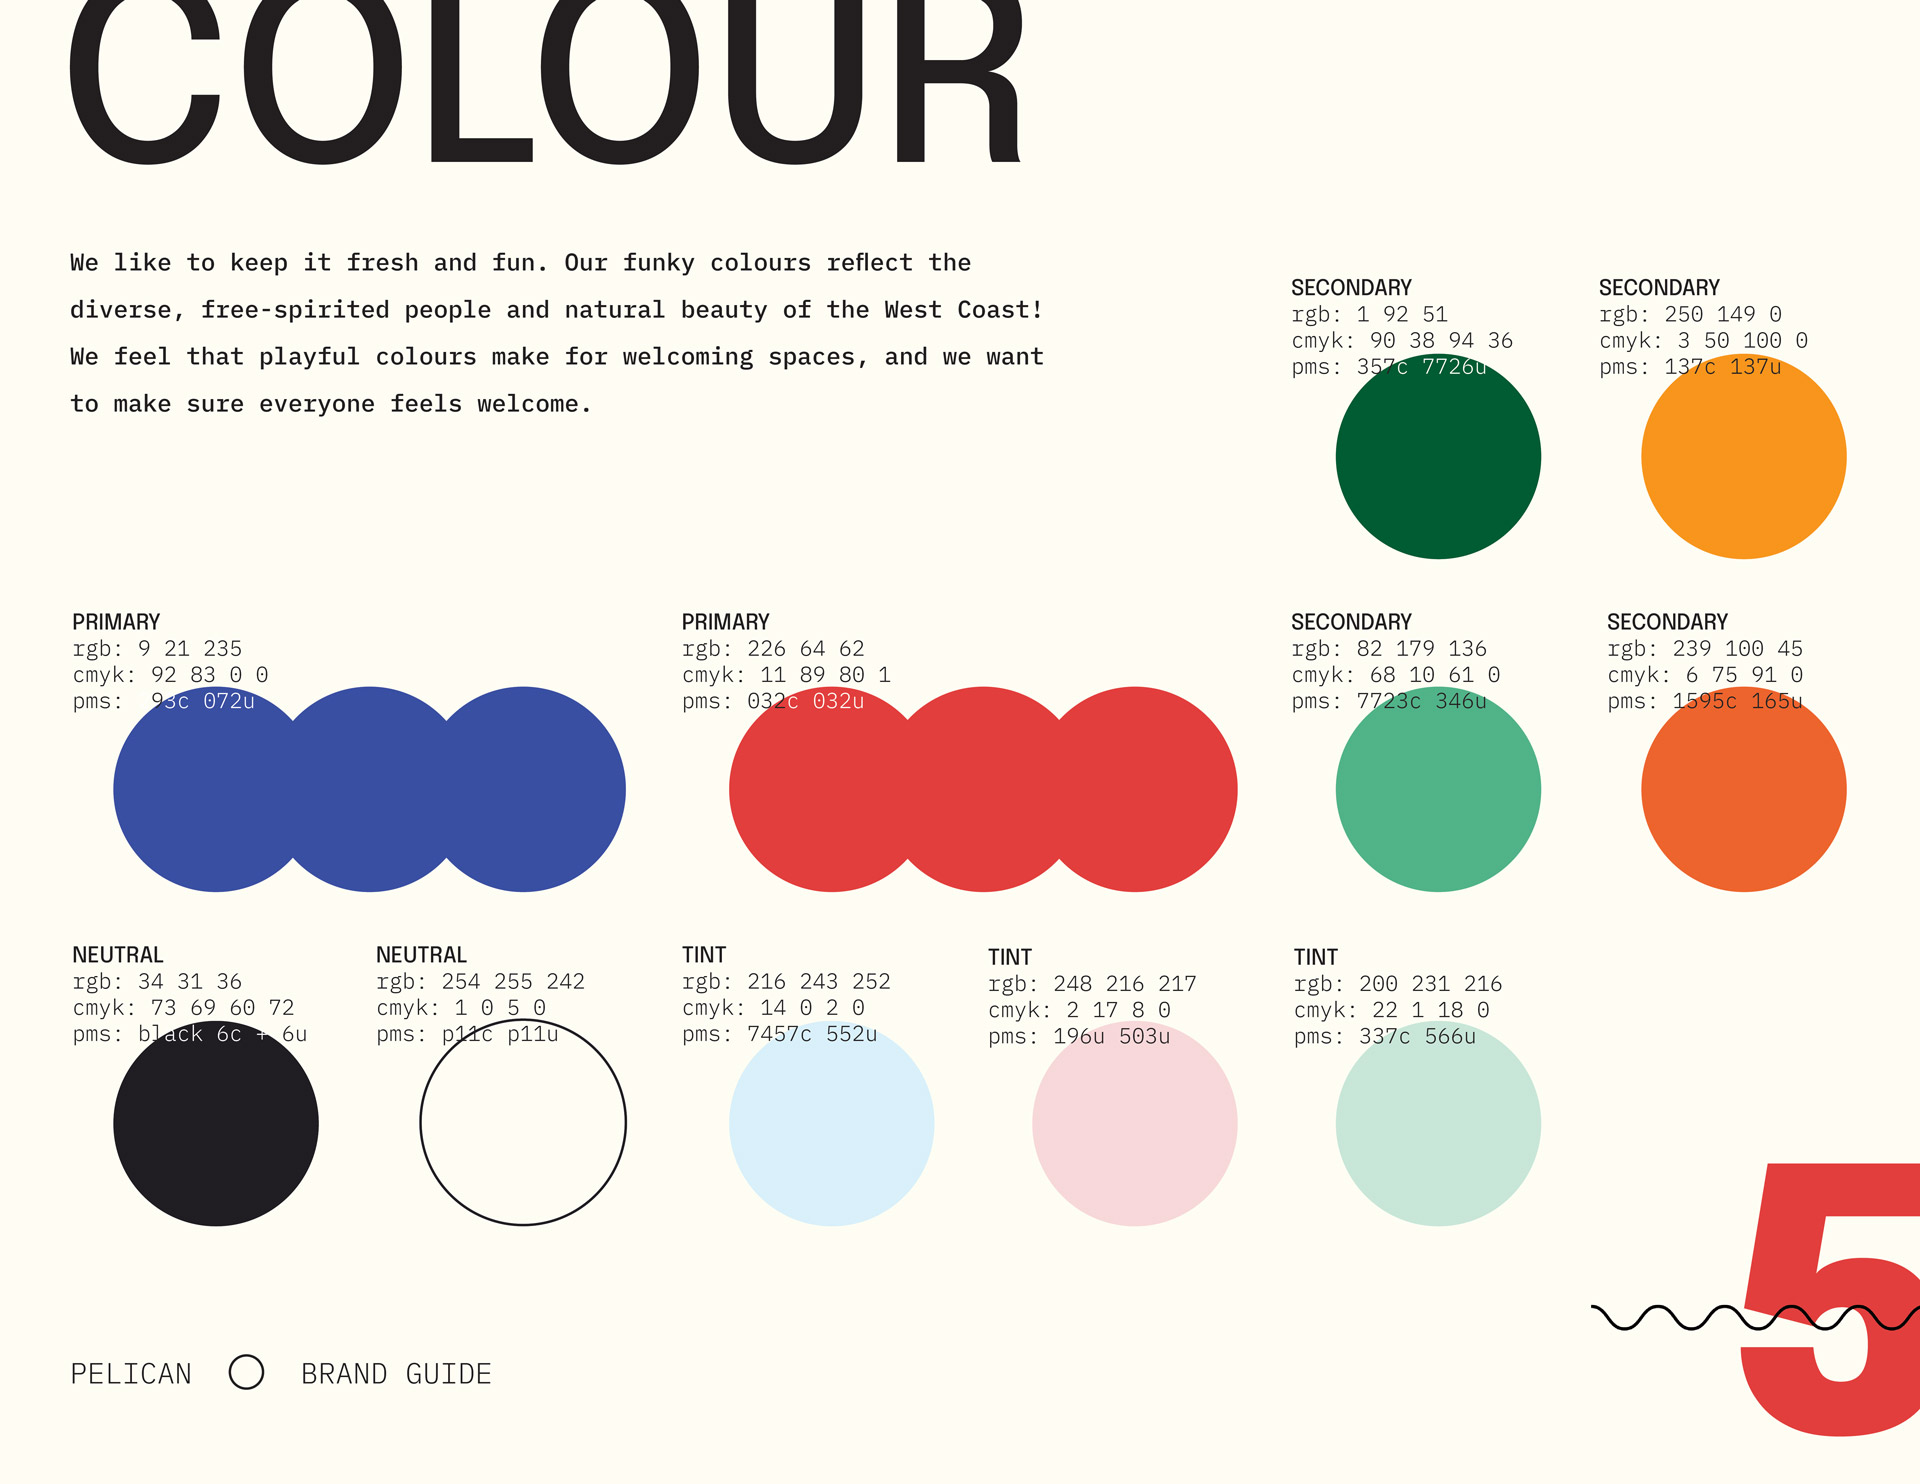 COLOUR
We like to keep it fresh and fun. Our funky colours reflect the
diverse, free-spirited people and natural beauty of the West Coast!
We feel that playful colours make for welcoming spaces, and we want
to make sure everyone feels welcome.
SECONDARY
rgb: 1 92 51
cmyk: 90 38 94 36
pms: 357c 7726u
SECONDARY
rgb: 250 149 0
cmyk: 3 50 100 0
pms: 137c 137u
PRIMARY
rgb: 9 21 235
cmyk: 92 83 0 0
pms: 93c 072u
PRIMARY
rgb: 226 64 62
cmyk: 11 89 80 1
pms: 032c 032u
SECONDARY
rgb: 82 179 136
cmyk: 68 10 61 0
pms: 7723c 346u
SECONDARY
rgb: 239 100 45
cmyk: 6 75 91 0
pms: 1595c 165u
NEUTRAL
rgb: 34 31 36
cmyk: 73 69 60 72
pms: black 6c + 6u
NEUTRAL
rgb: 254 255 242
cmyk: 1 0 5 0
pms: p11c p11u
TINT
rgb: 216 243 252
cmyk: 14 0 2 0
pms: 7457c 552u
TINT
rgb: 248 216 217
cmyk: 2 17 8 0
pms: 196u 503u
TINT
rgb: 200 231 216
cmyk: 22 1 18 0
pms: 337c 566u
PELICAN BRAND GUIDE
5